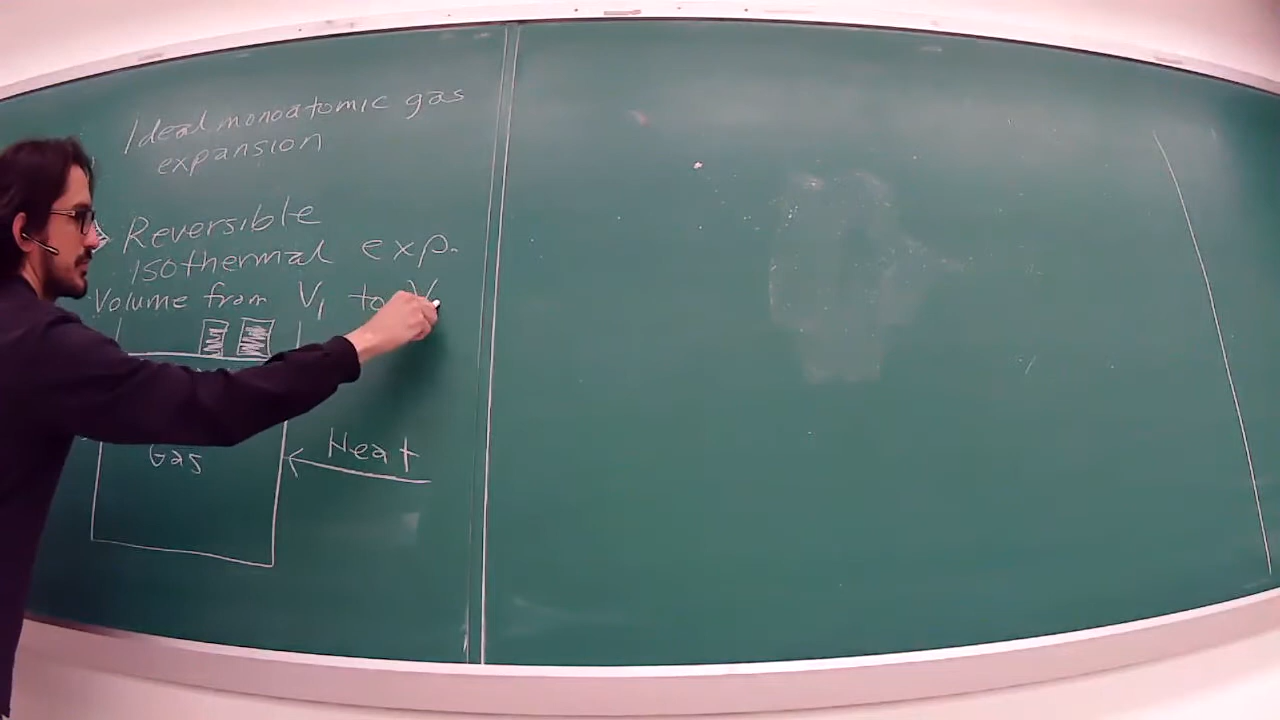 Ideal monoatomic gas
expansion
Reversible
isothermal exp.
Volume from V1 to V
Gas
Heat